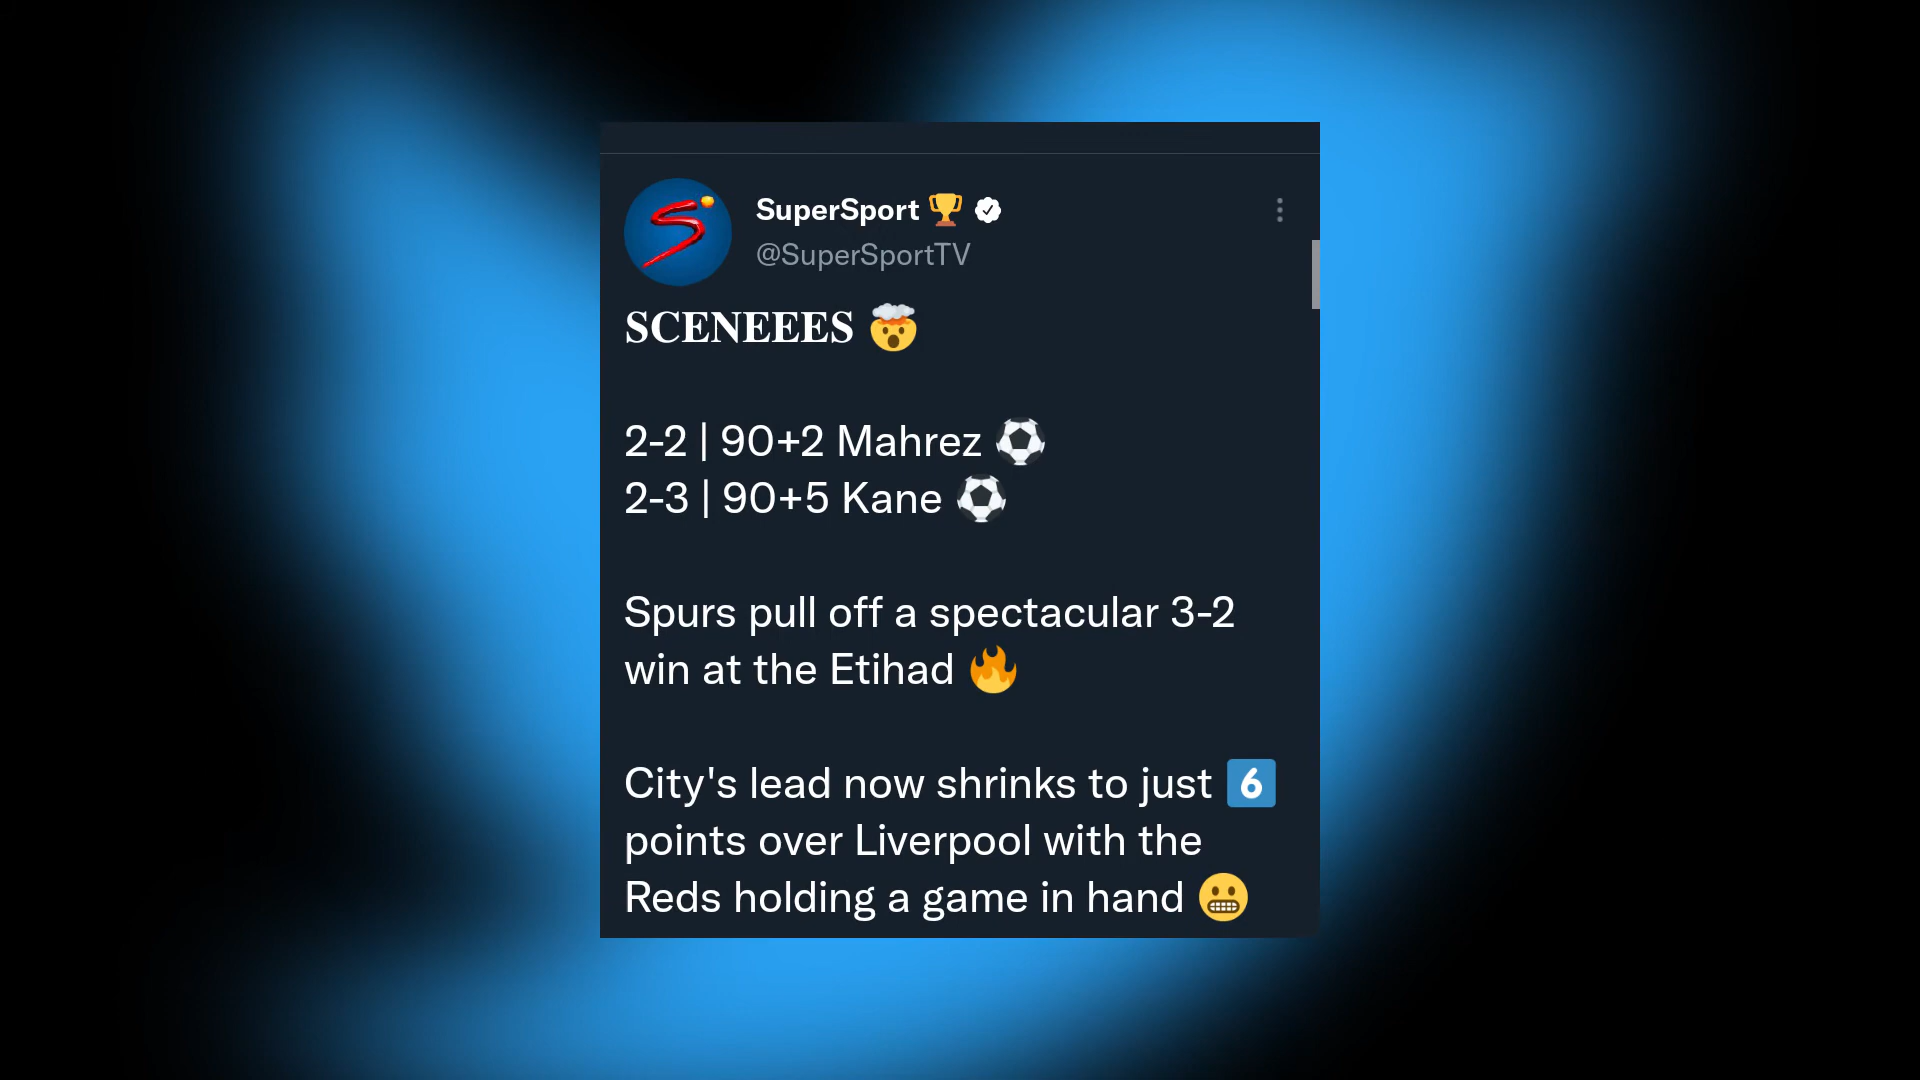 SuperSport 🏆
@SuperSportTV
SCENEEES 🤯
2-2 | 90+2 Mahrez ⚽
2-3 | 90+5 Kane ⚽
Spurs pull off a spectacular 3-2
win at the Etihad 🔥
City's lead now shrinks to just 6️⃣
points over Liverpool with the
Reds holding a game in hand 😬